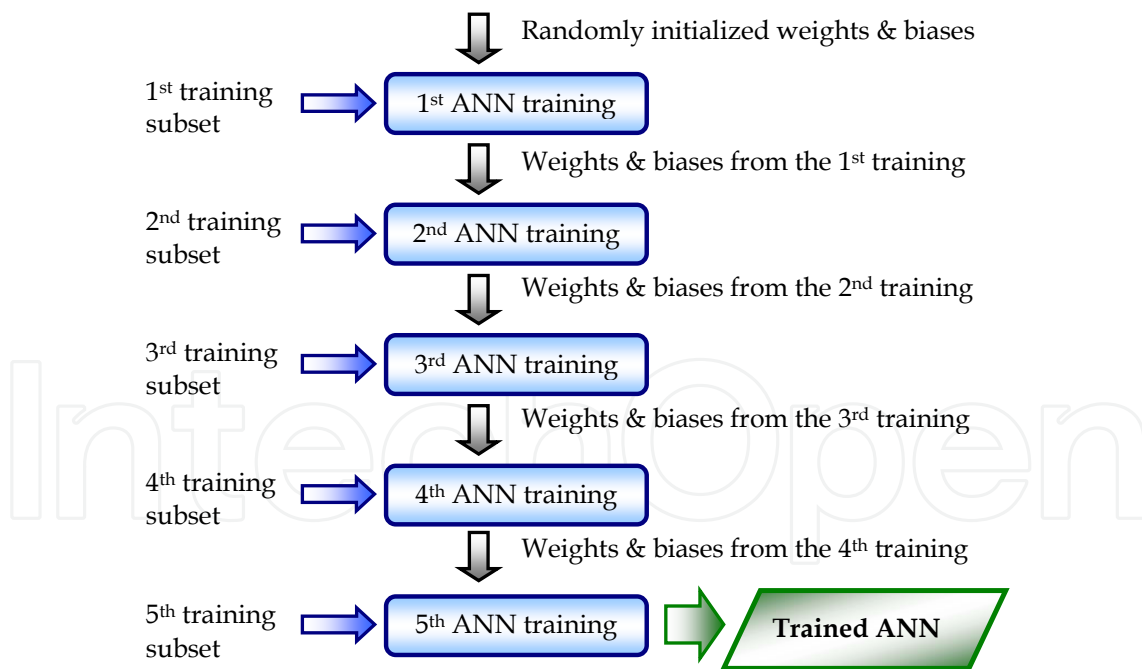 Randomly initialized weights & biases
1st training
subset
1st ANN training
Weights & biases from the 1st training
2nd training
subset
2nd ANN training
Weights & biases from the 2nd training
3rd training
subset
3rd ANN training
Weights & biases from the 3rd training
4th training
subset
4th ANN training
Weights & biases from the 4th training
5th training
subset
5th ANN training
Trained ANN
IntechOpen